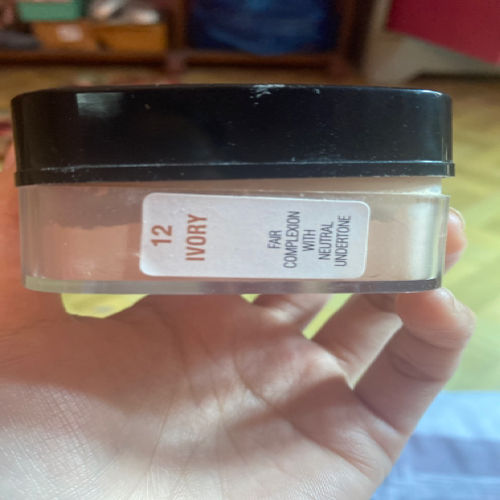 12
IVORY
FAIR
COMPLEXION
WITH
NEUTRAL
UNDERTONE